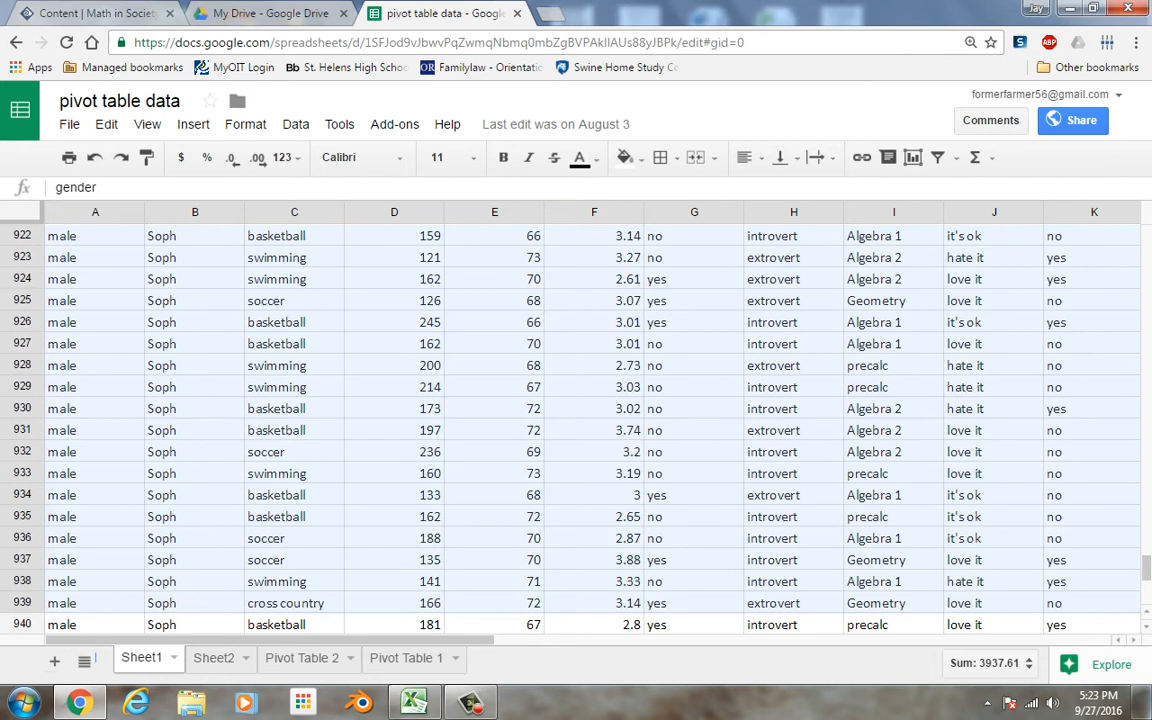 Content | Math in Society
My Drive - Google Drive
pivot table data - Google
Jay
https://docs.google.com/spreadsheets/d/1SFJod9vJbwvPqZwmqNbmq0mbZgBVPAkIlAUs88yJBPk/edit#gid=0
Apps Managed bookmarks MyOIT Login Bb St. Helens High Schoo Familylaw - Orientatio Swine Home Study Co Other bookmarks
pivot table data
formerfarmer56@gmail.com
File Edit View Insert Format Data Tools Add-ons Help Last edit was on August 3
Comments Share
$ % .0 .00 123 Calibri 11 B I S A Σ
fx gender
A B C D E F G H I J K
922 male Soph basketball 159 66 3.14 no introvert Algebra 1 it's ok no
923 male Soph swimming 121 73 3.27 no extrovert Algebra 2 hate it yes
924 male Soph swimming 162 70 2.61 yes extrovert Algebra 2 love it yes
925 male Soph soccer 126 68 3.07 yes extrovert Geometry love it no
926 male Soph basketball 245 66 3.01 yes introvert Algebra 1 it's ok yes
927 male Soph basketball 162 70 3.01 no introvert Algebra 1 love it no
928 male Soph swimming 200 68 2.73 no extrovert precalc hate it no
929 male Soph swimming 214 67 3.03 no introvert precalc hate it no
930 male Soph basketball 173 72 3.02 no introvert Algebra 2 hate it yes
931 male Soph basketball 197 72 3.74 no extrovert Algebra 2 love it no
932 male Soph soccer 236 69 3.2 no introvert Algebra 2 love it no
933 male Soph swimming 160 73 3.19 no introvert precalc love it no
934 male Soph basketball 133 68 3 yes extrovert Algebra 1 it's ok no
935 male Soph basketball 162 72 2.65 no introvert precalc it's ok no
936 male Soph soccer 188 70 2.87 no introvert Algebra 1 it's ok no
937 male Soph soccer 135 70 3.88 yes introvert Geometry love it yes
938 male Soph swimming 141 71 3.33 no introvert Algebra 1 hate it yes
939 male Soph cross country 166 72 3.14 yes extrovert Geometry love it no
940 male Soph basketball 181 67 2.8 yes introvert precalc love it yes
Sheet1 Sheet2 Pivot Table 2 Pivot Table 1 Sum: 3937.61 Explore
5:23 PM
9/27/2016